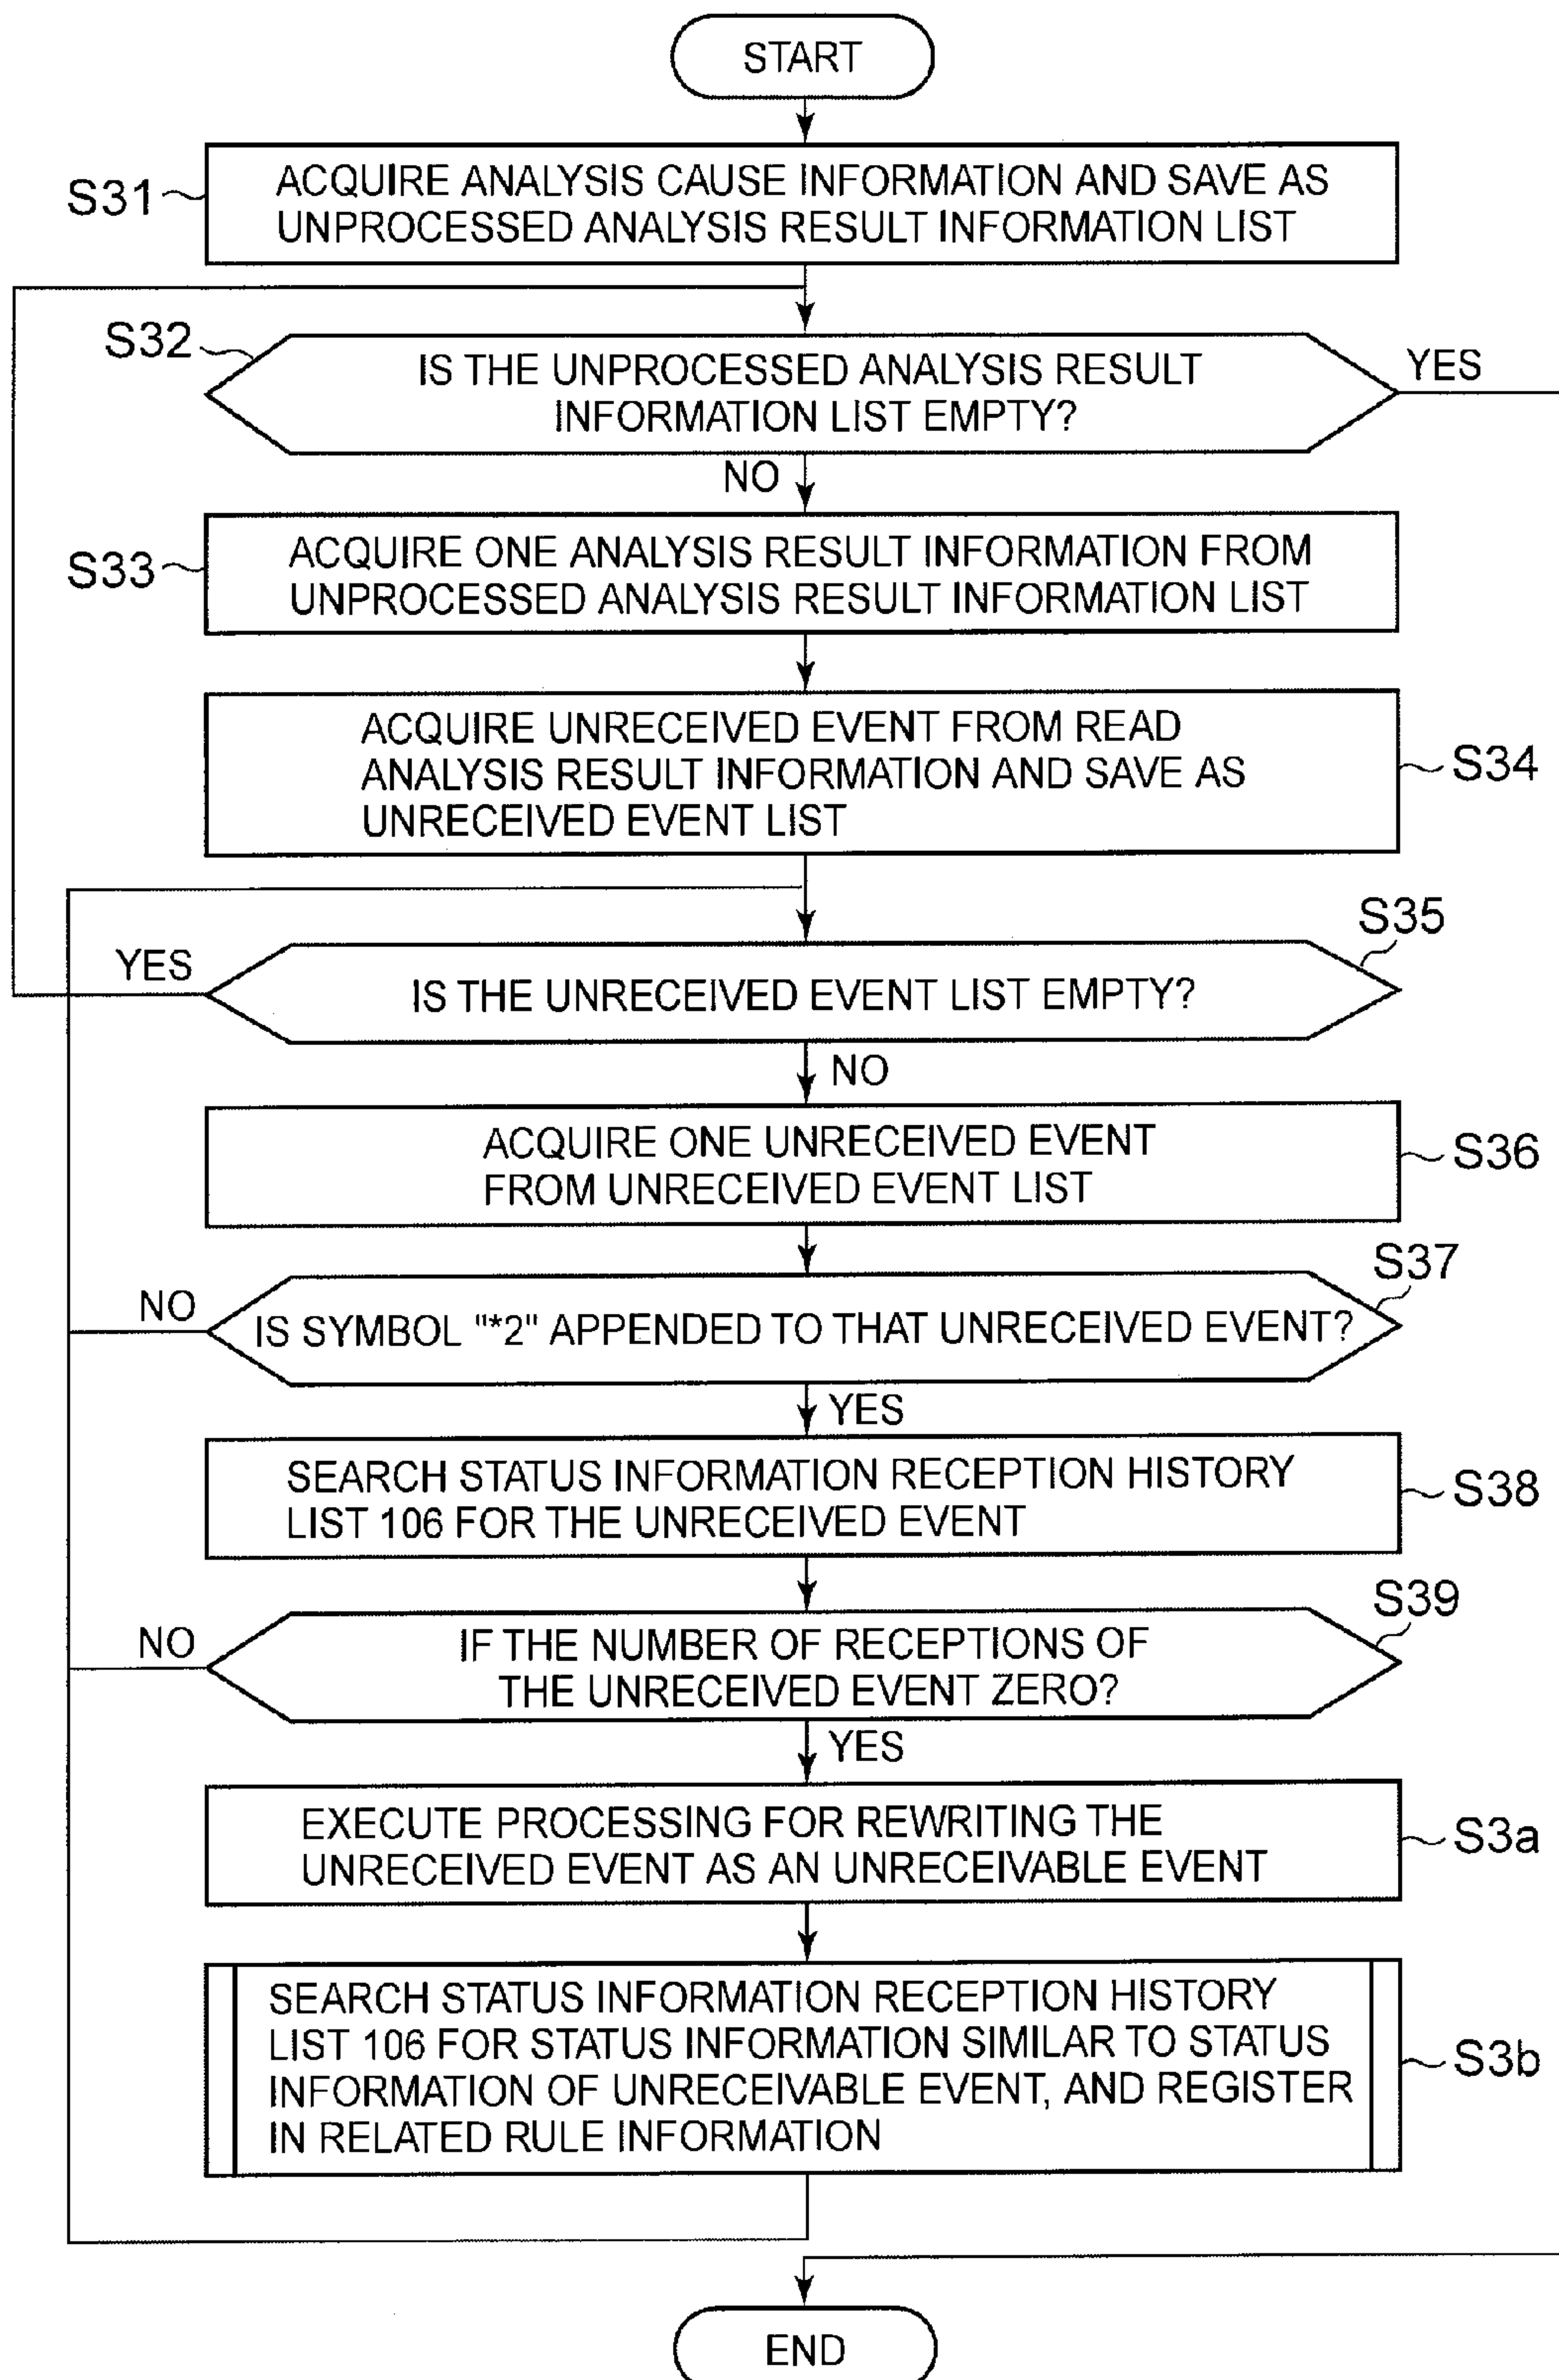 START
S31
ACQUIRE ANALYSIS CAUSE INFORMATION AND SAVE AS
UNPROCESSED ANALYSIS RESULT INFORMATION LIST
S32
IS THE UNPROCESSED ANALYSIS RESULT
INFORMATION LIST EMPTY?
YES
NO
S33
ACQUIRE ONE ANALYSIS RESULT INFORMATION FROM
UNPROCESSED ANALYSIS RESULT INFORMATION LIST
ACQUIRE UNRECEIVED EVENT FROM READ
ANALYSIS RESULT INFORMATION AND SAVE AS
UNRECEIVED EVENT LIST
S34
S35
YES
IS THE UNRECEIVED EVENT LIST EMPTY?
NO
ACQUIRE ONE UNRECEIVED EVENT
FROM UNRECEIVED EVENT LIST
S36
S37
NO
IS SYMBOL "*2" APPENDED TO THAT UNRECEIVED EVENT?
YES
SEARCH STATUS INFORMATION RECEPTION HISTORY
LIST 106 FOR THE UNRECEIVED EVENT
S38
S39
NO
IF THE NUMBER OF RECEPTIONS OF
THE UNRECEIVED EVENT ZERO?
YES
EXECUTE PROCESSING FOR REWRITING THE
UNRECEIVED EVENT AS AN UNRECEIVABLE EVENT
S3a
SEARCH STATUS INFORMATION RECEPTION HISTORY
LIST 106 FOR STATUS INFORMATION SIMILAR TO STATUS
INFORMATION OF UNRECEIVABLE EVENT, AND REGISTER
IN RELATED RULE INFORMATION
S3b
END